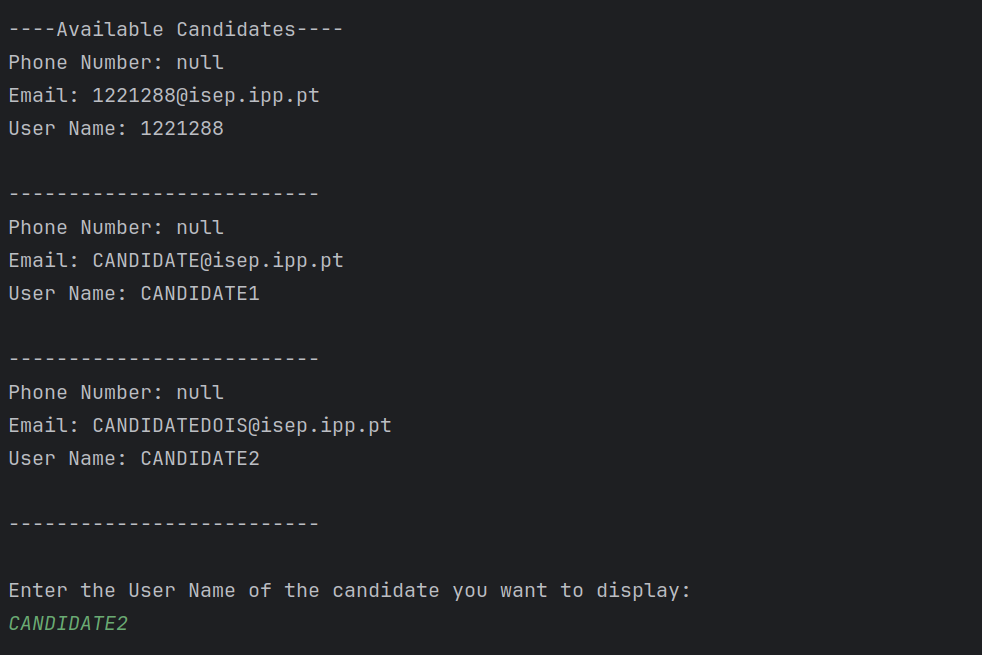 ----Available Candidates----
Phone Number: null
Email: 1221288@isep.ipp.pt
User Name: 1221288
--------------------------
Phone Number: null
Email: CANDIDATE@isep.ipp.pt
User Name: CANDIDATE1
--------------------------
Phone Number: null
Email: CANDIDATEDOIS@isep.ipp.pt
User Name: CANDIDATE2
--------------------------
Enter the User Name of the candidate you want to display:
CANDIDATE2